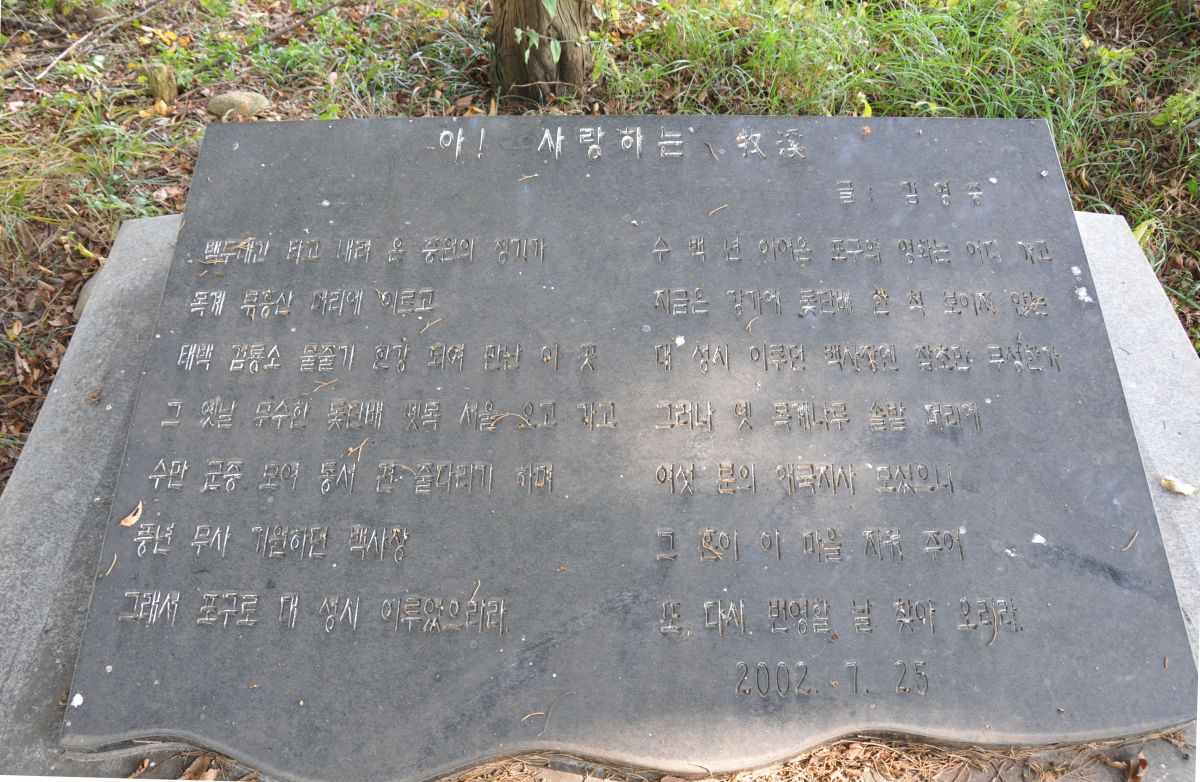 아! 사랑하는 牧溪
글: 김영중
백두대간 타고 내려 온 중원의 정기가
목계 부흥산 머리에 이르고
태백 검룡소 물줄기 한강 되여 만난 이 곳
그 옛날 무수한 돛단배 뗏목 서울 오고 가고
수만 군중 모여 동서 편 줄다리기 하며
풍년 무사 기원하던 백사장
그래서 포구로 대 성시 이루었으리라.
수 백 년 이어온 포구의 영화는 어디 가고
지금은 강가에 돛단배 한 척 보이지 않는
대 성시 이루던 백사장엔 잡초만 무성한가
그러나 옛 목계나루 솔밭 머리에
여섯 분의 애국지사 모셨으니
그 혼이 이 마을 지켜 주어
또 다시 번영할 날 찾아 오리라.
2002. 7. 25